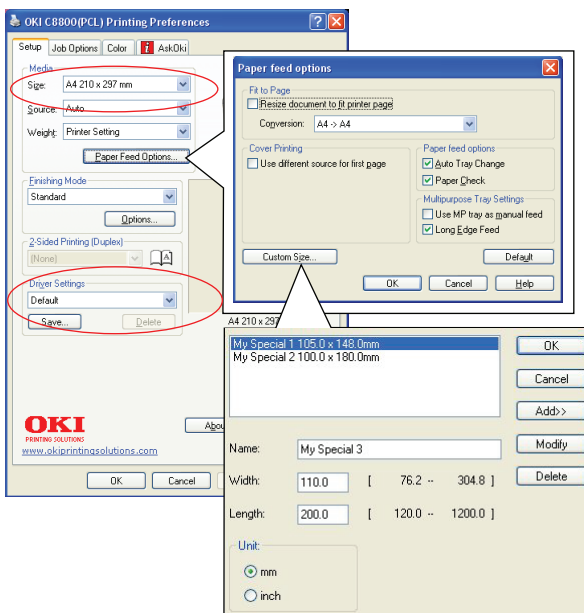 OKI C8800(PCL) Printing Preferences
Setup Job Options Color AskOki
Media
Size: A4 210 x 297 mm
Source: Auto
Weight: Printer Setting
Paper Feed Options...
Finishing Mode
Standard
Options...
2-Sided Printing (Duplex)
(None)
Driver Settings
Default
Save... Delete
A4 210 x 297
OKI
PRINTING SOLUTIONS
www.okiprintingsolutions.com
Abou
OK Cancel
Paper feed options
Fit to Page
Resize document to fit printer page
Conversion: A4 -> A4
Cover Printing
Use different source for first page
Paper feed options
Auto Tray Change
Paper Check
Multipurpose Tray Settings
Use MP tray as manual feed
Long Edge Feed
Custom Size... Default
OK Cancel Help
My Special 1 105.0 x 148.0mm
My Special 2 100.0 x 180.0mm
OK
Cancel
Add>>
Modify
Delete
Name: My Special 3
Width: 110.0 [ 76.2 -- 304.8 ]
Length: 200.0 [ 120.0 -- 1200.0 ]
Unit:
mm
inch